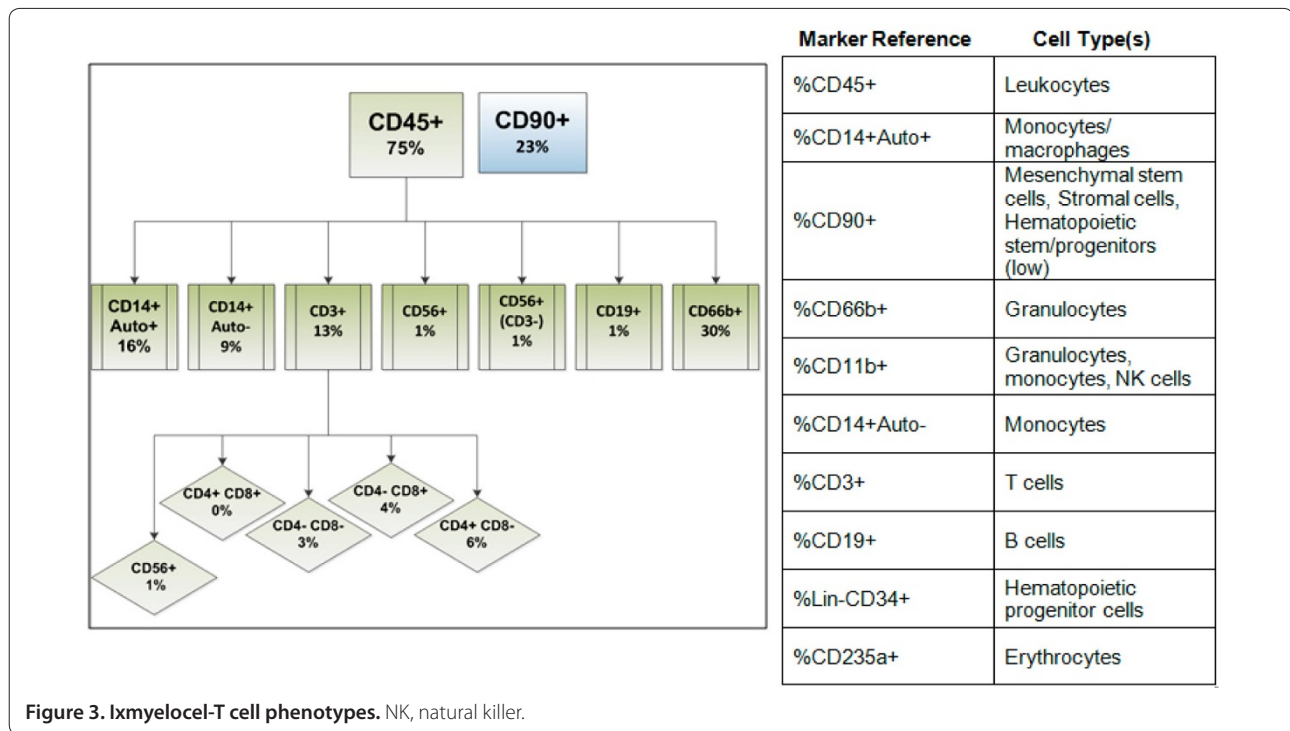 CD45+
75%
CD90+
23%
CD14+
Auto+
16%
CD14+
Auto-
9%
CD3+
13%
CD56+
1%
CD56+
(CD3-)
1%
CD19+
1%
CD66b+
30%
CD56+
1%
CD4+ CD8+
0%
CD4- CD8-
3%
CD4- CD8+
4%
CD4+ CD8-
6%
Marker Reference Cell Type(s)
%CD45+ Leukocytes
%CD14+Auto+ Monocytes/
macrophages
%CD90+ Mesenchymal stem
cells, Stromal cells,
Hematopoietic
stem/progenitors
(low)
%CD66b+ Granulocytes
%CD11b+ Granulocytes,
monocytes, NK cells
%CD14+Auto- Monocytes
%CD3+ T cells
%CD19+ B cells
%Lin-CD34+ Hematopoietic
progenitor cells
%CD235a+ Erythrocytes
Figure 3. Ixmyelocel-T cell phenotypes. NK, natural killer.